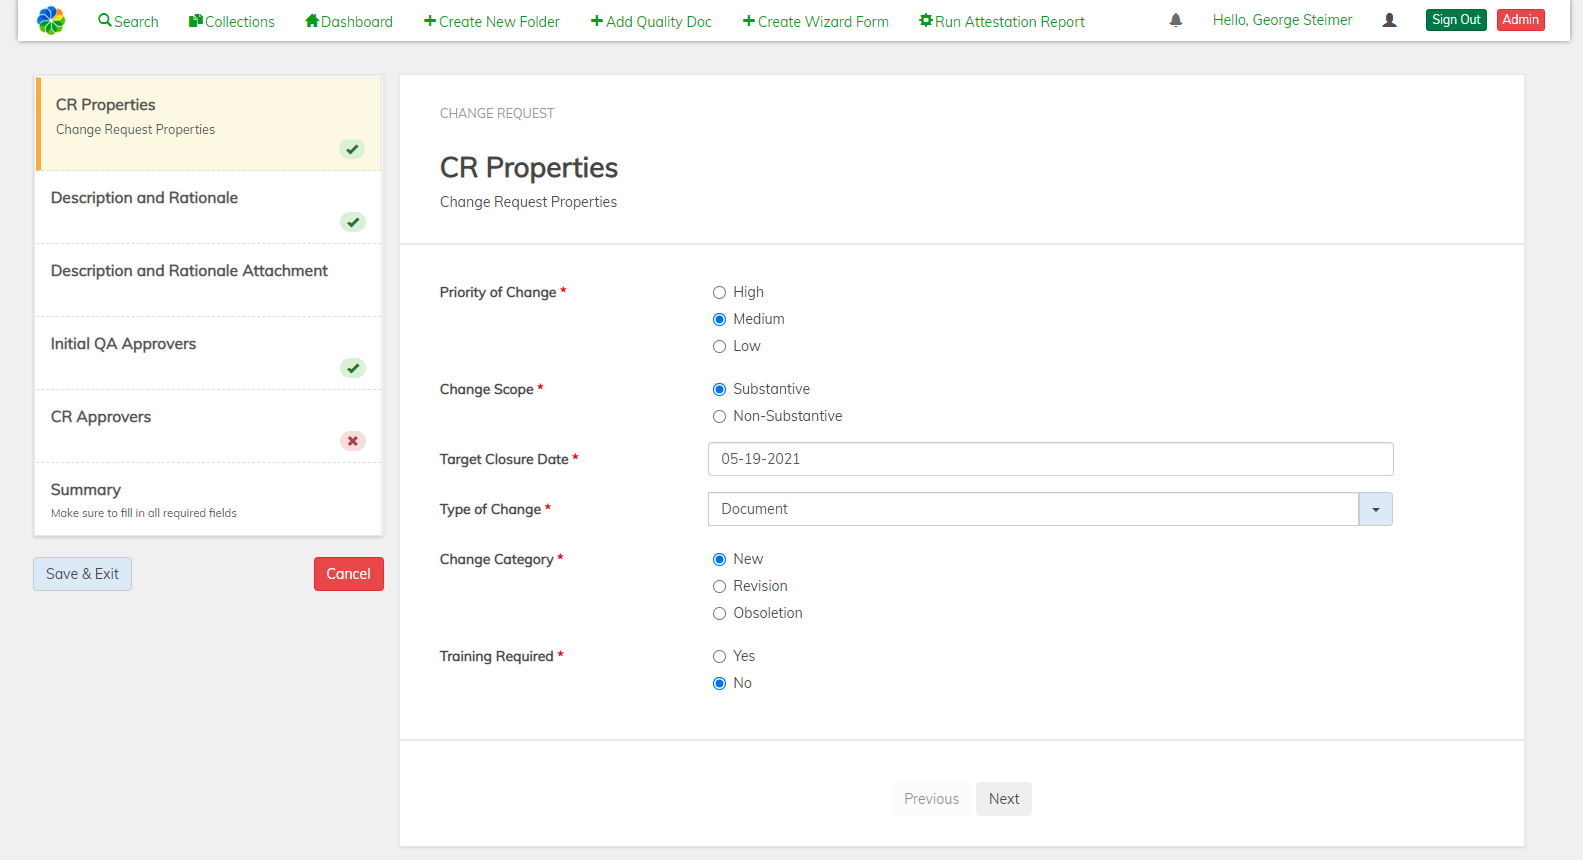 Search Collections Dashboard Create New Folder Add Quality Doc Create Wizard Form Run Attestation Report Hello, George Steimer Sign Out Admin
CR Properties
Change Request Properties
Description and Rationale
Description and Rationale Attachment
Initial QA Approvers
CR Approvers
Summary
Make sure to fill in all required fields
Save & Exit Cancel
CHANGE REQUEST
CR Properties
Change Request Properties
Priority of Change * High
Medium
Low
Change Scope * Substantive
Non-Substantive
Target Closure Date * 05-19-2021
Type of Change * Document
Change Category * New
Revision
Obsoletion
Training Required * Yes
No
Previous Next